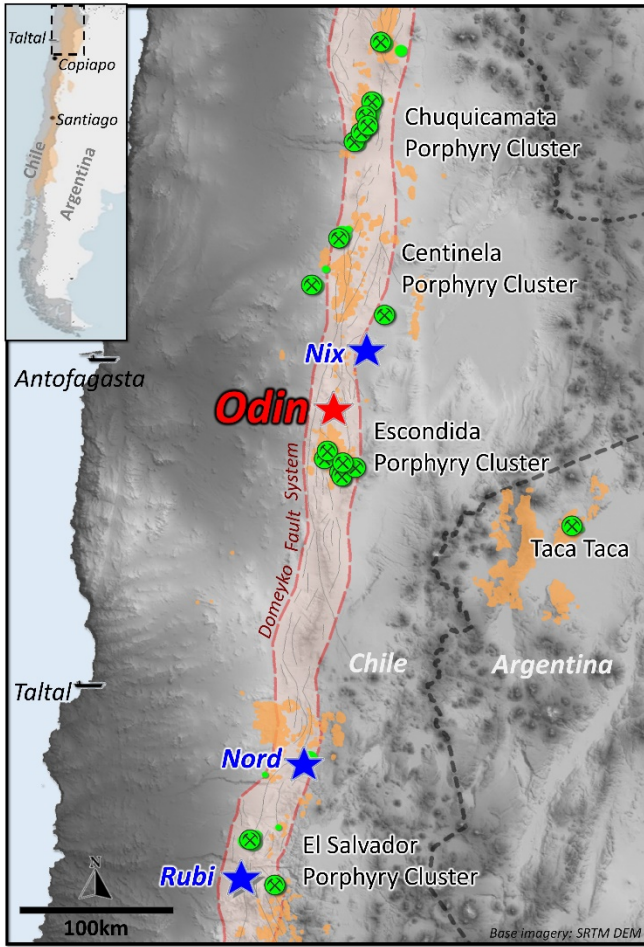 Taltal
Copiapo
Santiago
Chile
Argentina
Chuquicamata
Porphyry Cluster
Centinela
Porphyry Cluster
Nix
Antofagasta
Odin
Escondida
Porphyry Cluster
Domeyko Fault System
Taca Taca
Chile
Argentina
Taltal
Nord
El Salvador
Porphyry Cluster
Rubi
N
100km
Base imagery: SRTM DEM